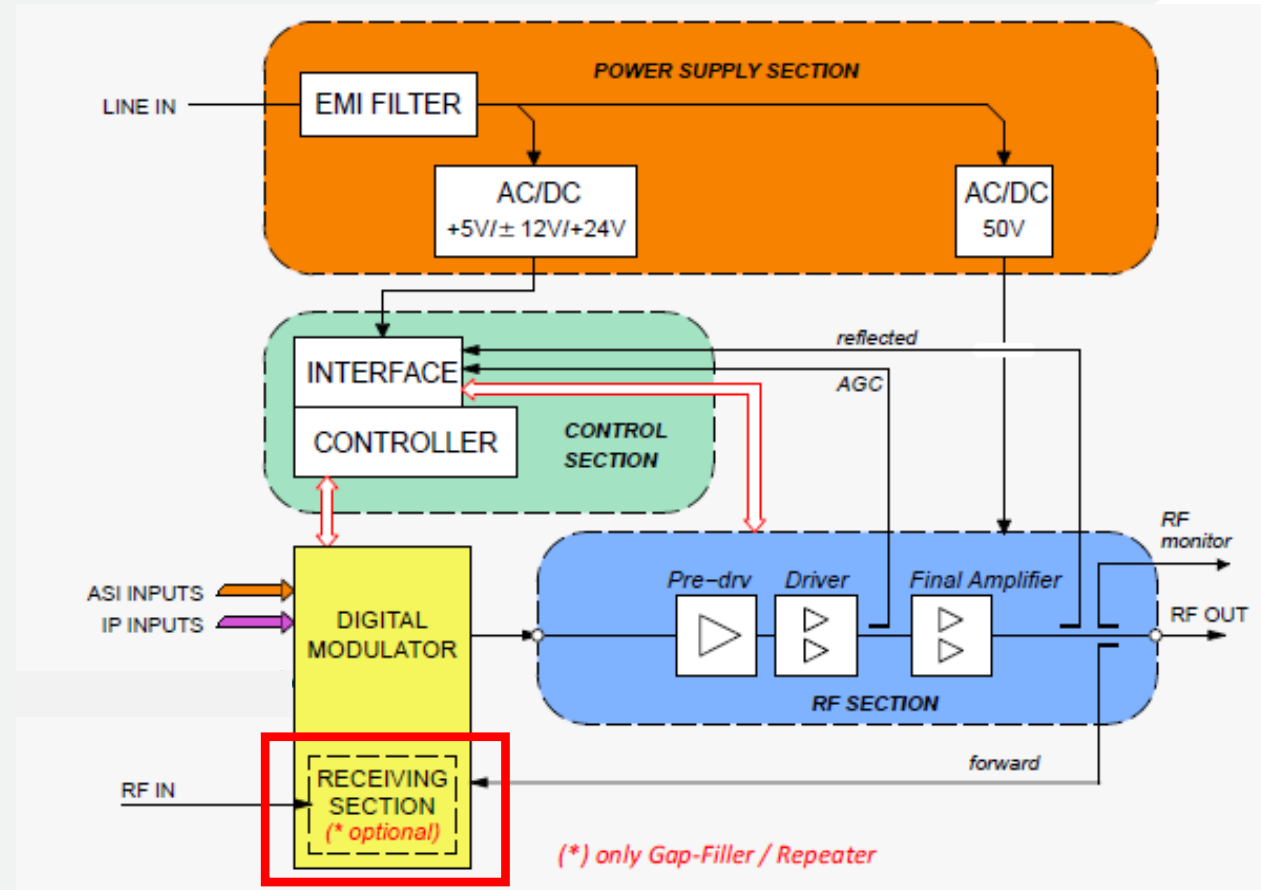 POWER SUPPLY SECTION
LINE IN
EMI FILTER
AC/DC
+5V/± 12V/+24V
AC/DC
50V
INTERFACE
CONTROLLER
CONTROL
SECTION
reflected
AGC
RF
monitor
RF OUT
Pre–drv
Driver
Final Amplifier
RF SECTION
ASI INPUTS
IP INPUTS
DIGITAL
MODULATOR
forward
RF IN
RECEIVING
SECTION
(* optional)
(*) only Gap-Filler / Repeater